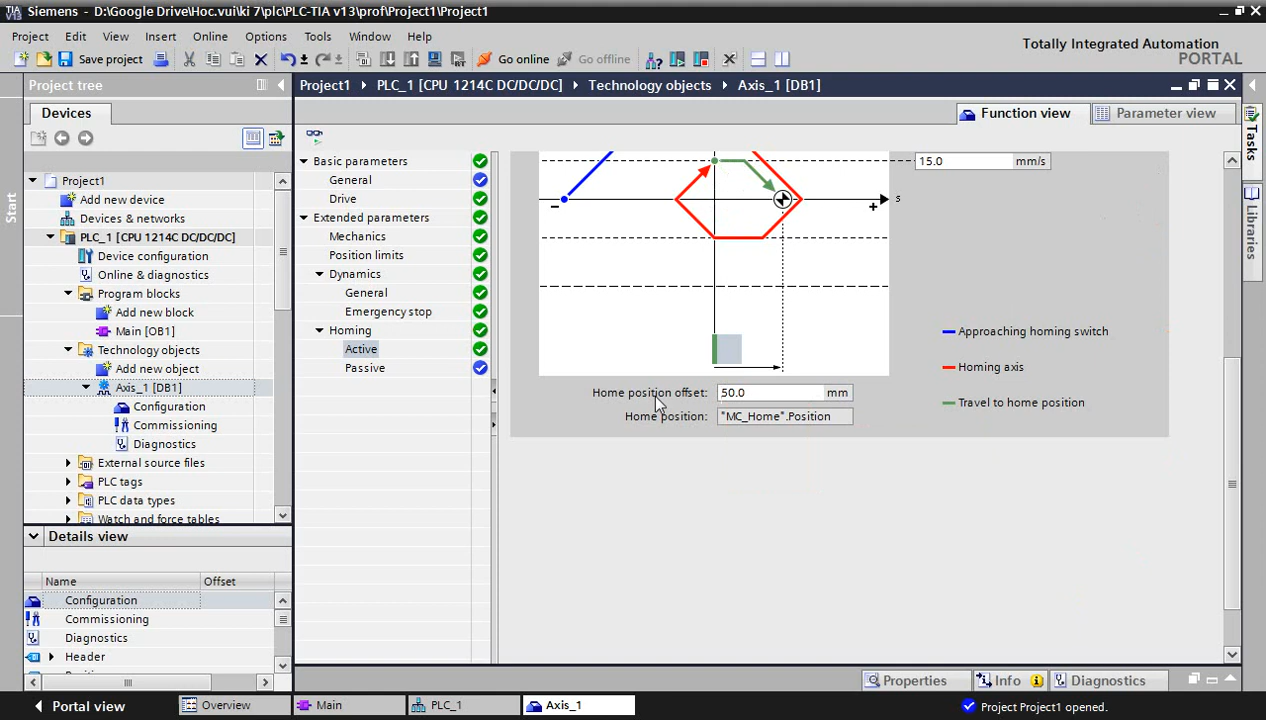 TIA V13
Siemens - D:\Google Drive\Hoc.vui\ki 7\plc\PLC-TIA v13\prof\Project1\Project1
Project Edit View Insert Online Options Tools Window Help
Totally Integrated Automation
PORTAL
Save project
Go online
Go offline
Project tree
Project1
PLC_1 [CPU 1214C DC/DC/DC]
Technology objects
Axis_1 [DB1]
Devices
Function view
Parameter view
Start
Project1
Add new device
Devices & networks
PLC_1 [CPU 1214C DC/DC/DC]
Device configuration
Online & diagnostics
Program blocks
Add new block
Main [OB1]
Technology objects
Add new object
Axis_1 [DB1]
Configuration
Commissioning
Diagnostics
External source files
PLC tags
PLC data types
Watch and force tables
Details view
Name
Offset
Configuration
Commissioning
Diagnostics
Header
Basic parameters
General
Drive
Extended parameters
Mechanics
Position limits
Dynamics
General
Emergency stop
Homing
Active
Passive
15.0 mm/s
s
−
+
Approaching homing switch
Homing axis
Travel to home position
Home position offset: 50.0 mm
Home position: "MC_Home".Position
Tasks
Libraries
Properties
Info
Diagnostics
Portal view
Overview
Main
PLC_1
Axis_1
Project Project1 opened.